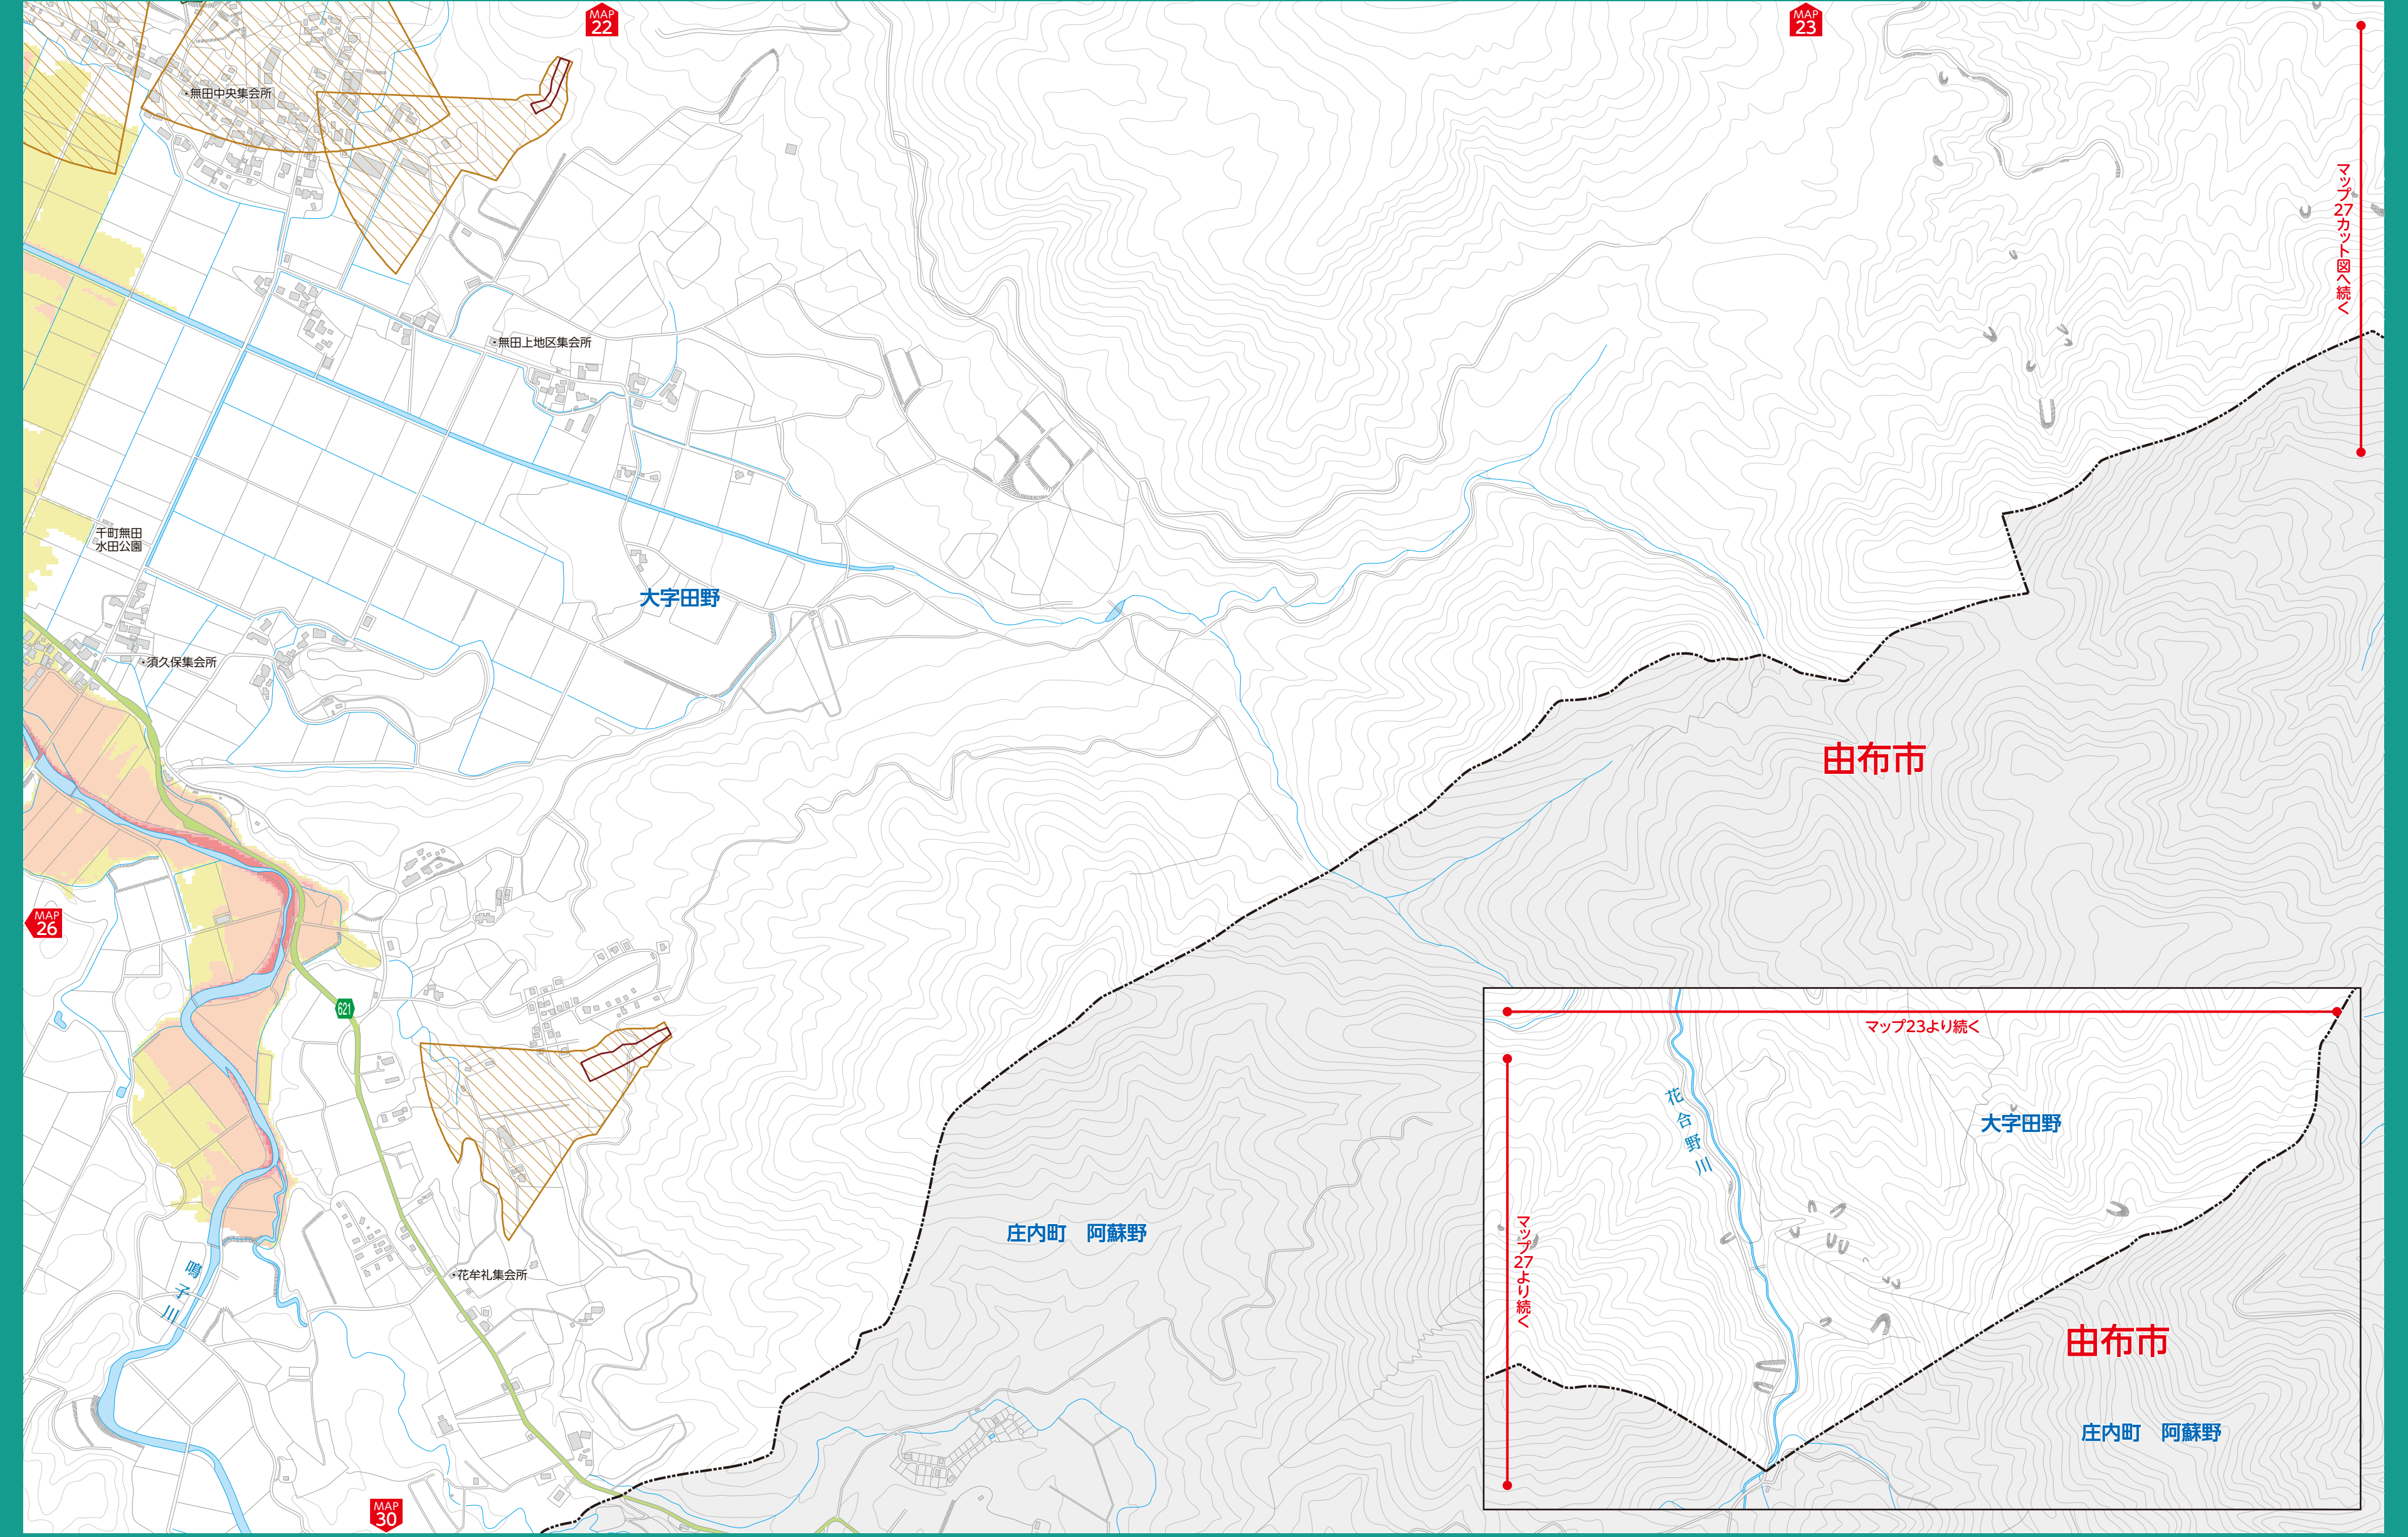 MAP
22
MAP
23
無田中央集会所
マップ27カット図へ続く
無田上地区集会所
千町無田
水田公園
大字田野
須久保集会所
由布市
MAP
26
621
マップ23より続く
花合野川
大字田野
庄内町　阿蘇野
マップ27より続く
花牟礼集会所
鳴子川
由布市
庄内町　阿蘇野
MAP
30